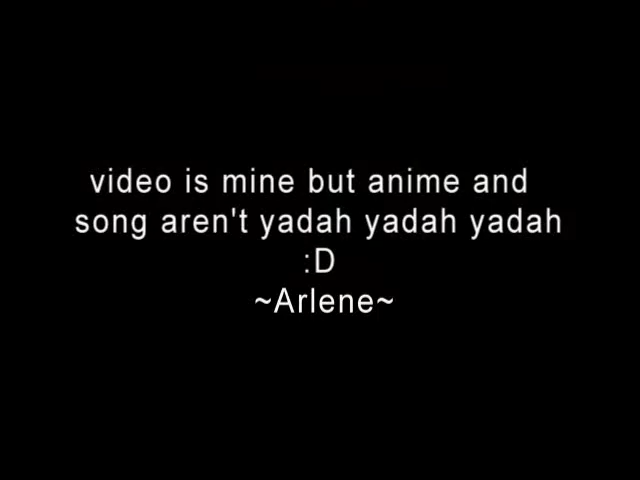 video is mine but anime and
song aren't yadah yadah yadah
:D
~Arlene~